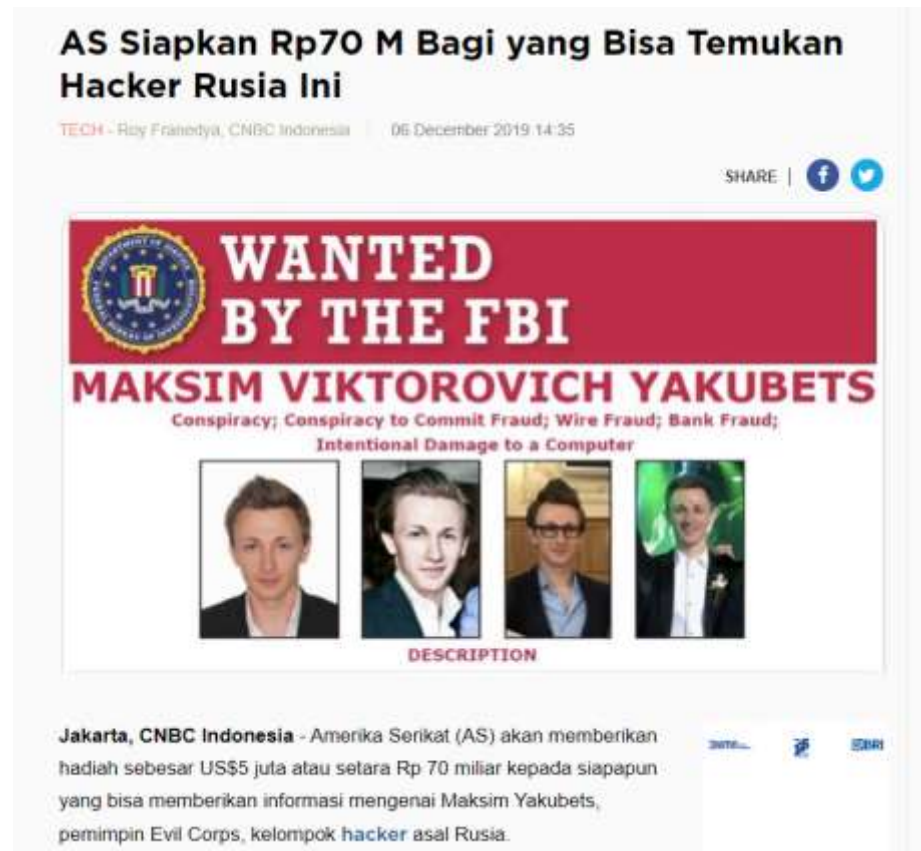 AS Siapkan Rp70 M Bagi yang Bisa Temukan
Hacker Rusia Ini
TECH - Roy Franedya, CNBC Indonesia | 06 December 2019 14:35
SHARE |
WANTED
BY THE FBI
MAKSIM VIKTOROVICH YAKUBETS
Conspiracy; Conspiracy to Commit Fraud; Wire Fraud; Bank Fraud;
Intentional Damage to a Computer
DESCRIPTION
Jakarta, CNBC Indonesia - Amerika Serikat (AS) akan memberikan
hadiah sebesar US$5 juta atau setara Rp 70 miliar kepada siapapun
yang bisa memberikan informasi mengenai Maksim Yakubets,
pemimpin Evil Corps, kelompok hacker asal Rusia.
BRI